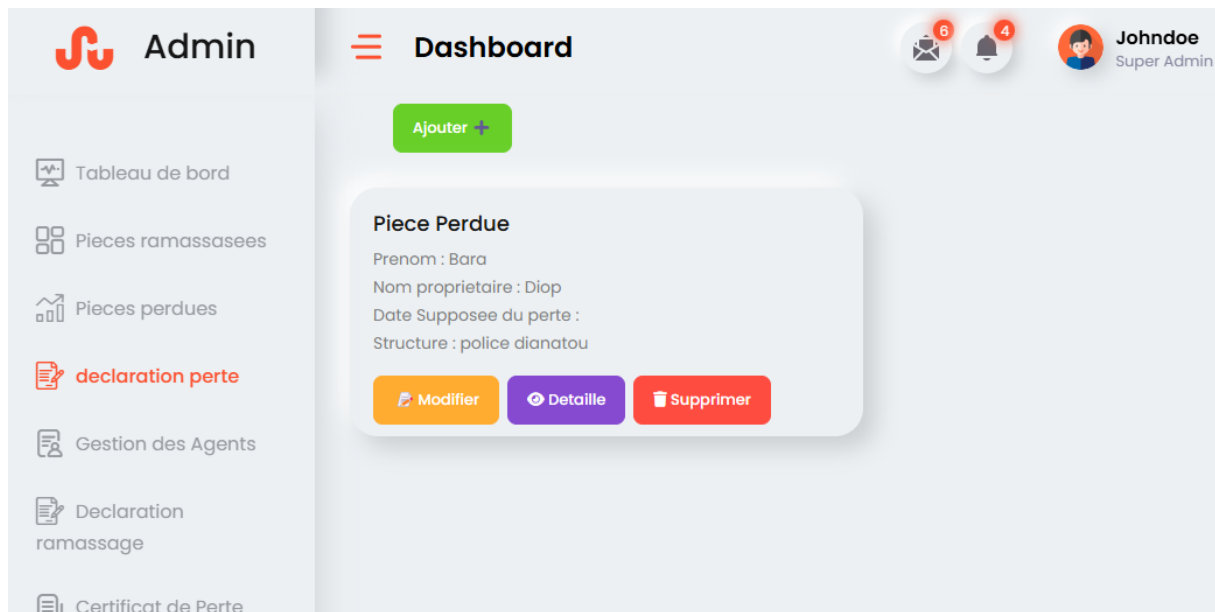 Admin
Dashboard
6
4
Johndoe
Super Admin
Ajouter +
Tableau de bord
Pieces ramassasees
Pieces perdues
declaration perte
Gestion des Agents
Declaration
ramassage
Certificat de Perte
Piece Perdue
Prenom : Bara
Nom proprietaire : Diop
Date Supposee du perte :
Structure : police dianatou
Modifier
Detaille
Supprimer